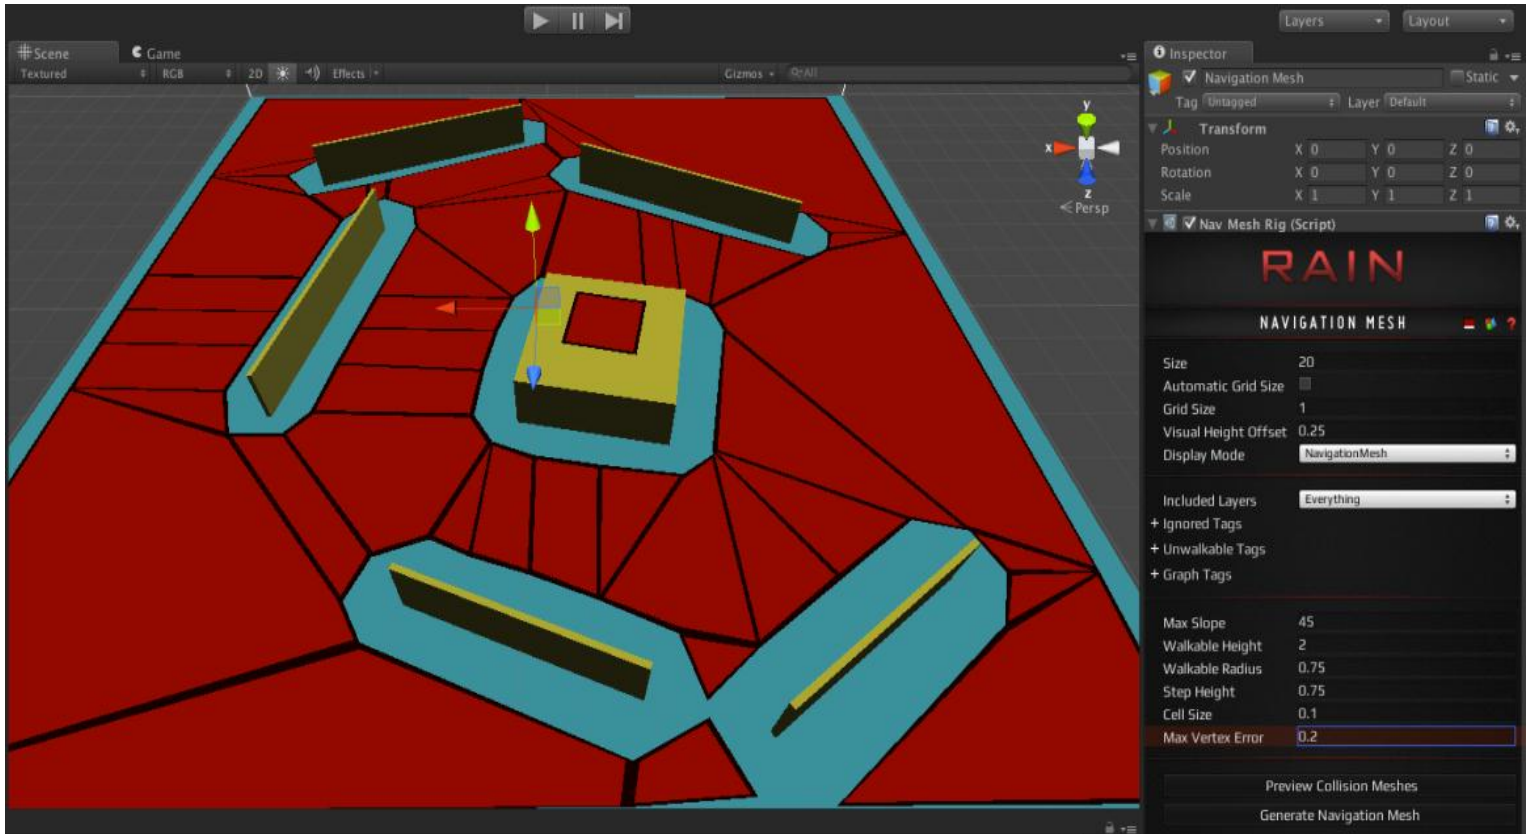 Layers Layout
Scene Game
Textured RGB 2D Effects Gizmos All
y
x
z
Persp
Inspector
Navigation Mesh Static
Tag Untagged Layer Default
Transform
Position X 0 Y 0 Z 0
Rotation X 0 Y 0 Z 0
Scale X 1 Y 1 Z 1
Nav Mesh Rig (Script)
RAIN
NAVIGATION MESH ?
Size 20
Automatic Grid Size
Grid Size 1
Visual Height Offset 0.25
Display Mode NavigationMesh
Included Layers Everything
+ Ignored Tags
+ Unwalkable Tags
+ Graph Tags
Max Slope 45
Walkable Height 2
Walkable Radius 0.75
Step Height 0.75
Cell Size 0.1
Max Vertex Error 0.2
Preview Collision Meshes
Generate Navigation Mesh